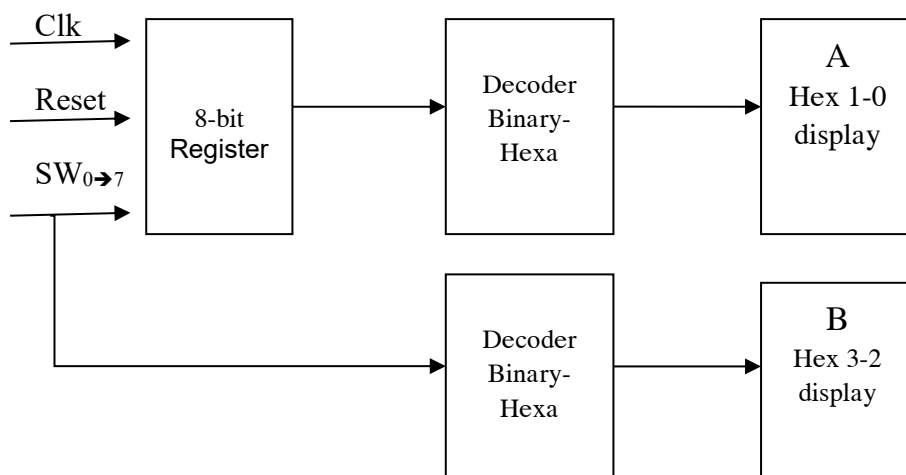 Clk
Reset
SW0➔7
8-bit
Register
Decoder
Binary-
Hexa
A
Hex 1-0
display
Decoder
Binary-
Hexa
B
Hex 3-2
display